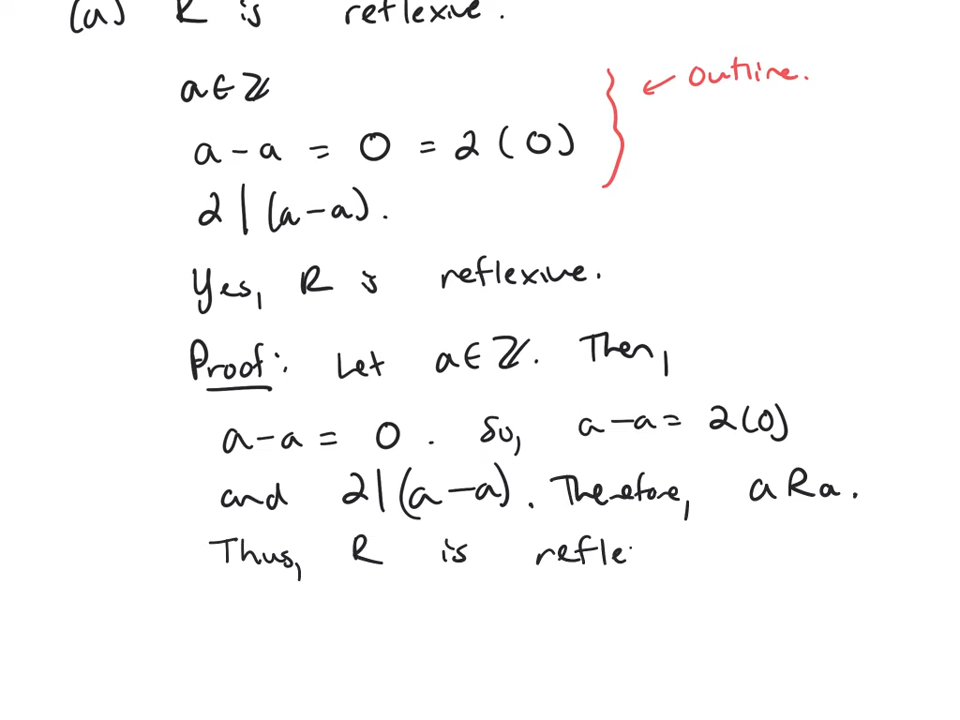 (a) R is reflexive.
a ∈ ℤ
← outline.
a - a = 0 = 2(0)
2 | (a - a).
Yes, R is reflexive.
Proof: Let a ∈ ℤ. Then,
a - a = 0. So, a - a = 2(0)
and 2 | (a - a). Therefore, a R a.
Thus, R is refle